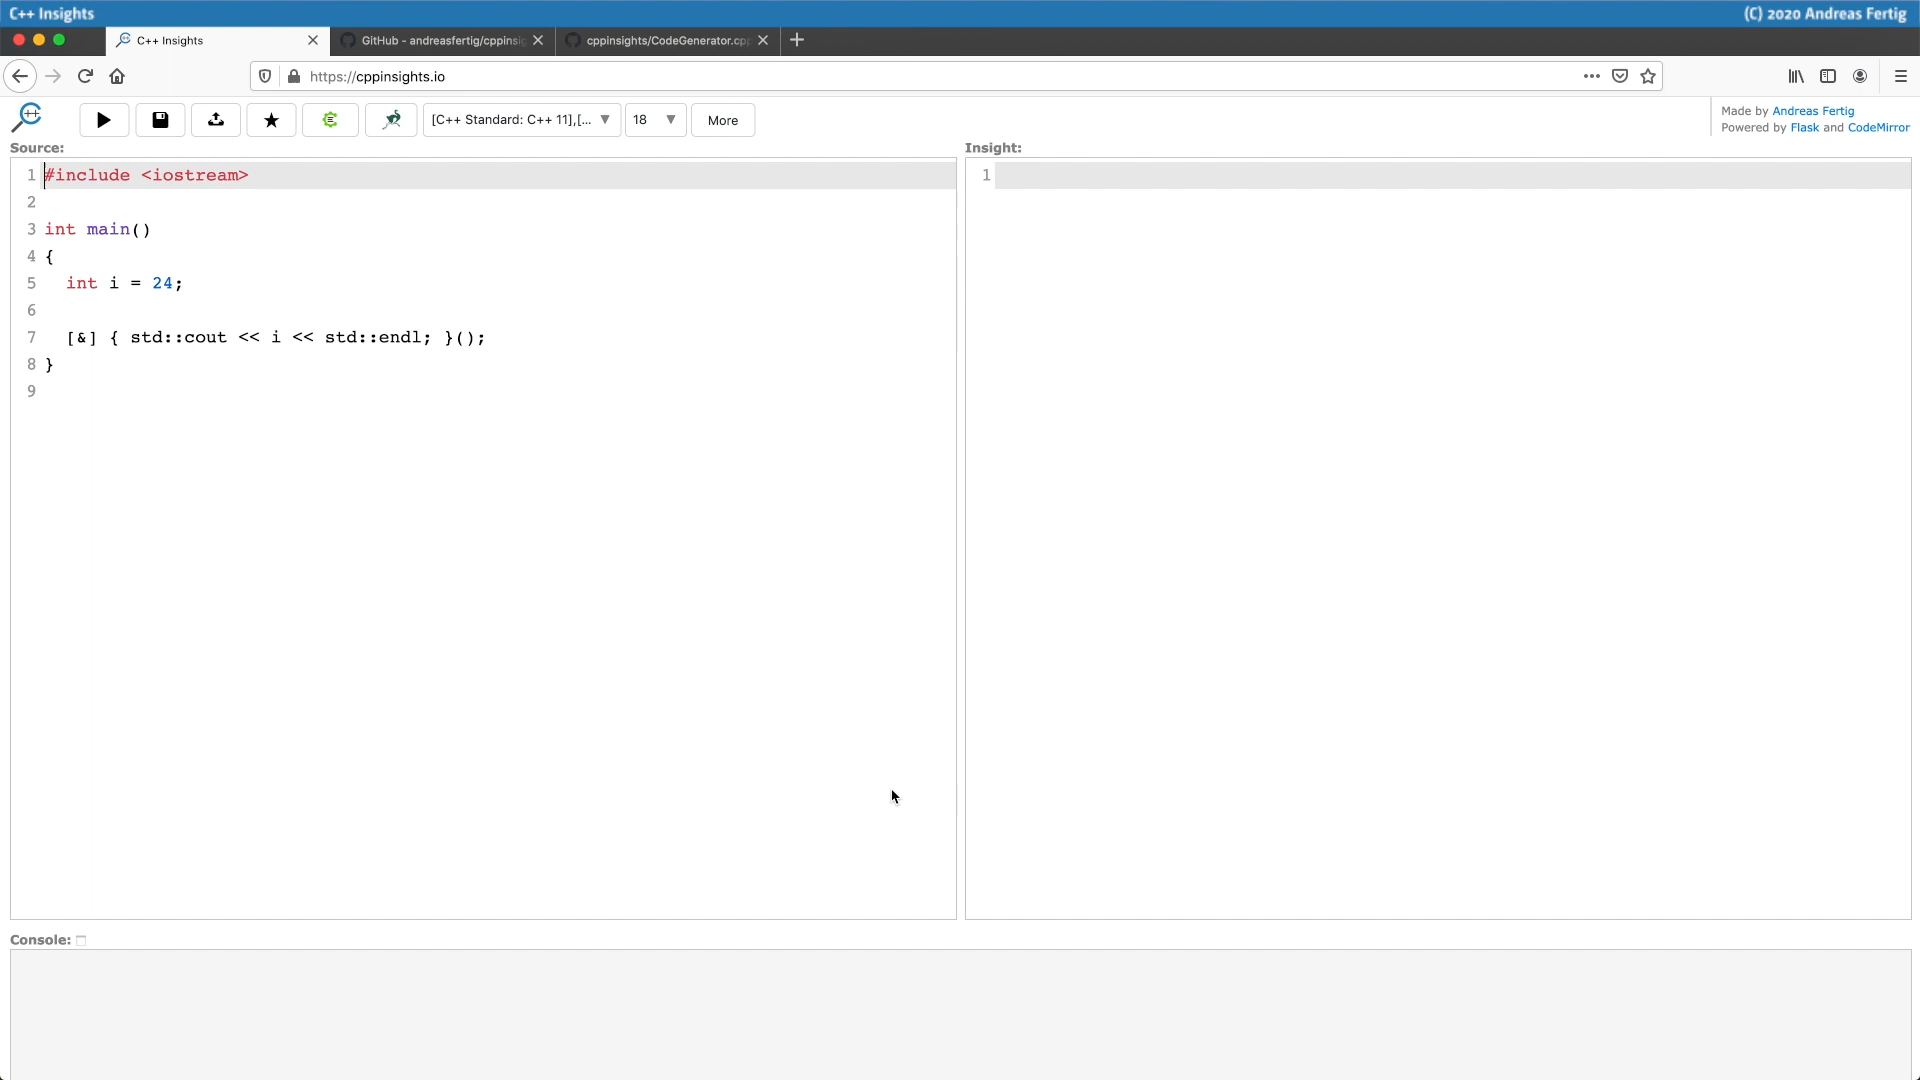 C++ Insights
(C) 2020 Andreas Fertig
C++ Insights
GitHub - andreasfertig/cppinsig
cppinsights/CodeGenerator.cpp
https://cppinsights.io
[C++ Standard: C++ 11],[...
18
More
Made by Andreas Fertig
Powered by Flask and CodeMirror
Source:
1 #include <iostream>
2
3 int main()
4 {
5 int i = 24;
6
7 [&] { std::cout << i << std::endl; }();
8 }
9
Insight:
1
Console: